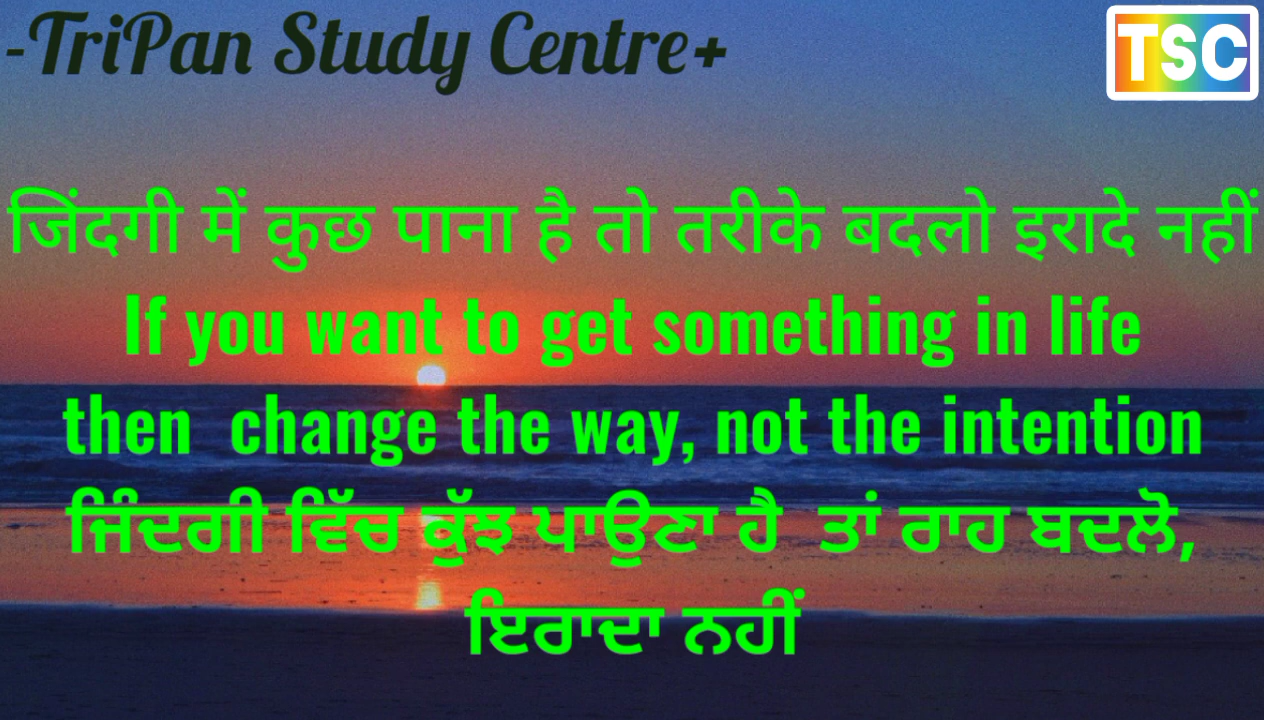 -TriPan Study Centre+
TSC
जिंदगी में कुछ पाना है तो तरीके बदलो इरादे नहीं
If you want to get something in life
then change the way, not the intention
ਜਿੰਦਗੀ ਵਿੱਚ ਕੁੱਝ ਪਾਉਣਾ ਹੈ ਤਾਂ ਰਾਹ ਬਦਲੋ,
ਇਰਾਦਾ ਨਹੀਂ